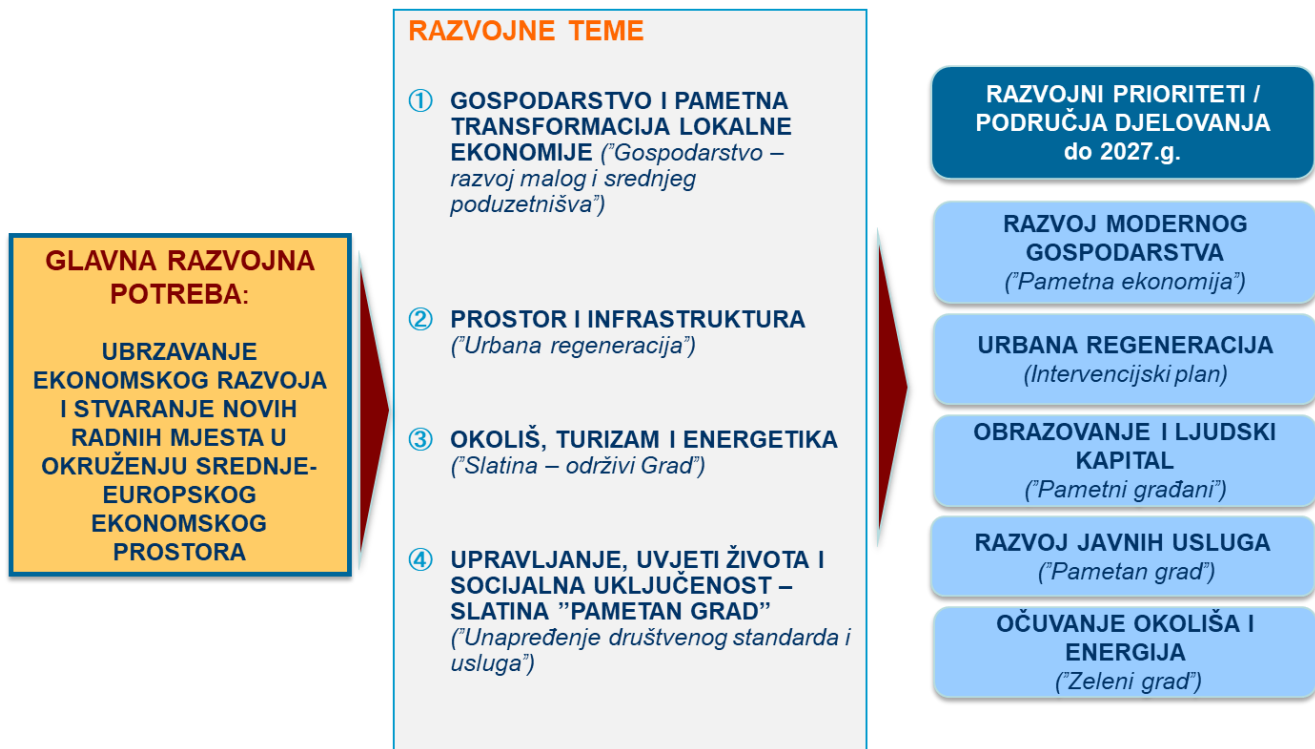 GLAVNA RAZVOJNA
POTREBA:
UBRZAVANJE
EKONOMSKOG RAZVOJA
I STVARANJE NOVIH
RADNIH MJESTA U
OKRUŽENJU SREDNJE-
EUROPSKOG
EKONOMSKOG
PROSTORA
RAZVOJNE TEME
① GOSPODARSTVO I PAMETNA
TRANSFORMACIJA LOKALNE
EKONOMIJE (”Gospodarstvo –
razvoj malog i srednjeg
poduzetnišva”)
② PROSTOR I INFRASTRUKTURA
(”Urbana regeneracija”)
③ OKOLIŠ, TURIZAM I ENERGETIKA
(”Slatina – održivi Grad”)
④ UPRAVLJANJE, UVJETI ŽIVOTA I
SOCIJALNA UKLJUČENOST –
SLATINA ”PAMETAN GRAD”
(”Unapređenje društvenog standarda i
usluga”)
RAZVOJNI PRIORITETI /
PODRUČJA DJELOVANJA
do 2027.g.
RAZVOJ MODERNOG
GOSPODARSTVA
(”Pametna ekonomija”)
URBANA REGENERACIJA
(Intervencijski plan)
OBRAZOVANJE I LJUDSKI
KAPITAL
(”Pametni građani”)
RAZVOJ JAVNIH USLUGA
(”Pametan grad”)
OČUVANJE OKOLIŠA I
ENERGIJA
(”Zeleni grad”)